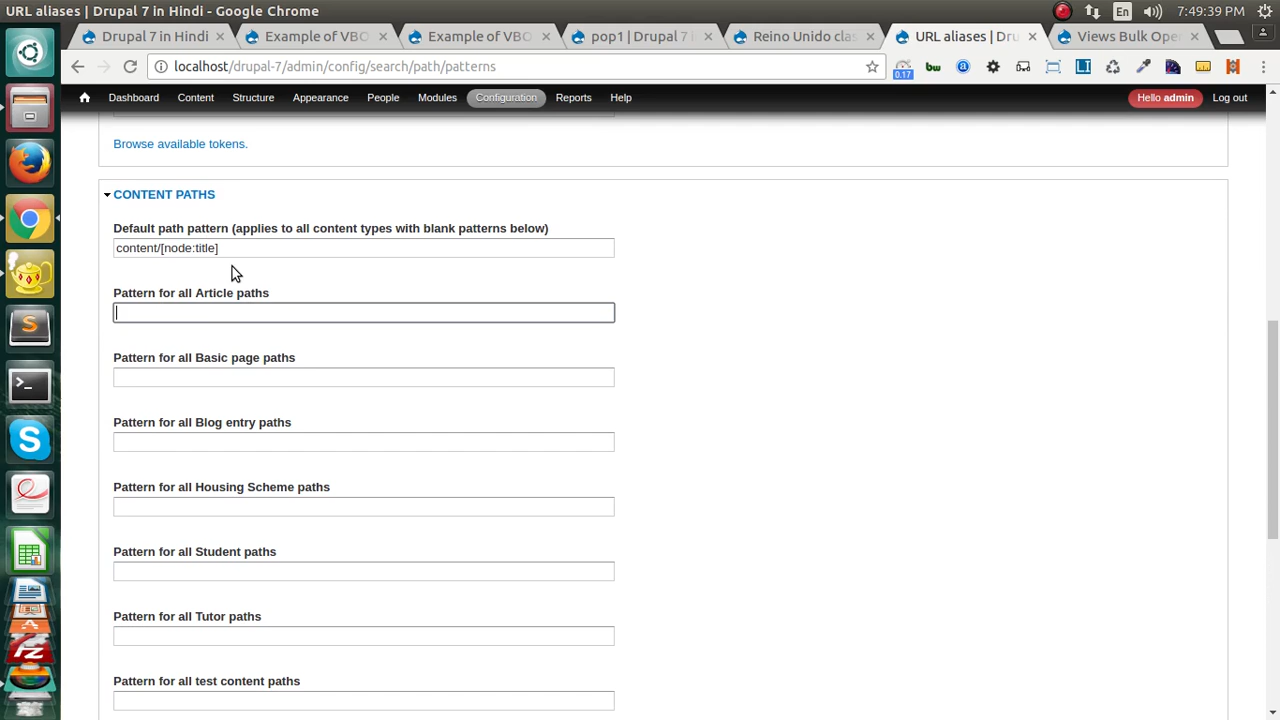 URL aliases | Drupal 7 in Hindi - Google Chrome
En
7:49:39 PM
Drupal 7 in Hindi
Example of VBO
Example of VBO
pop1 | Drupal 7 i
Reino Unido clas
URL aliases | Dru
Views Bulk Oper
localhost/drupal-7/admin/config/search/path/patterns
0.17
bw
Dashboard
Content
Structure
Appearance
People
Modules
Configuration
Reports
Help
Hello admin
Log out
Browse available tokens.
CONTENT PATHS
Default path pattern (applies to all content types with blank patterns below)
content/[node:title]
Pattern for all Article paths
Pattern for all Basic page paths
Pattern for all Blog entry paths
Pattern for all Housing Scheme paths
Pattern for all Student paths
Pattern for all Tutor paths
Pattern for all test content paths